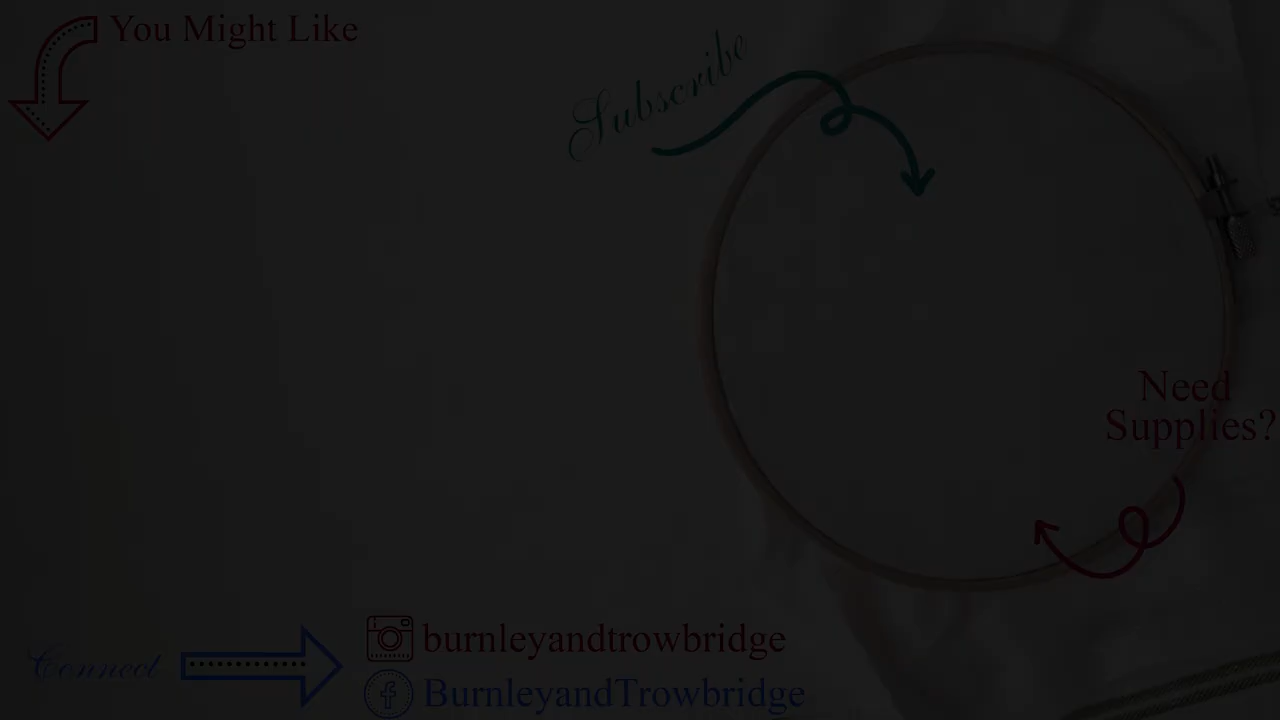 You Might Like
Subscribe
Need
Supplies?
Connect
burnleyandtrowbridge
BurnleyandTrowbridge